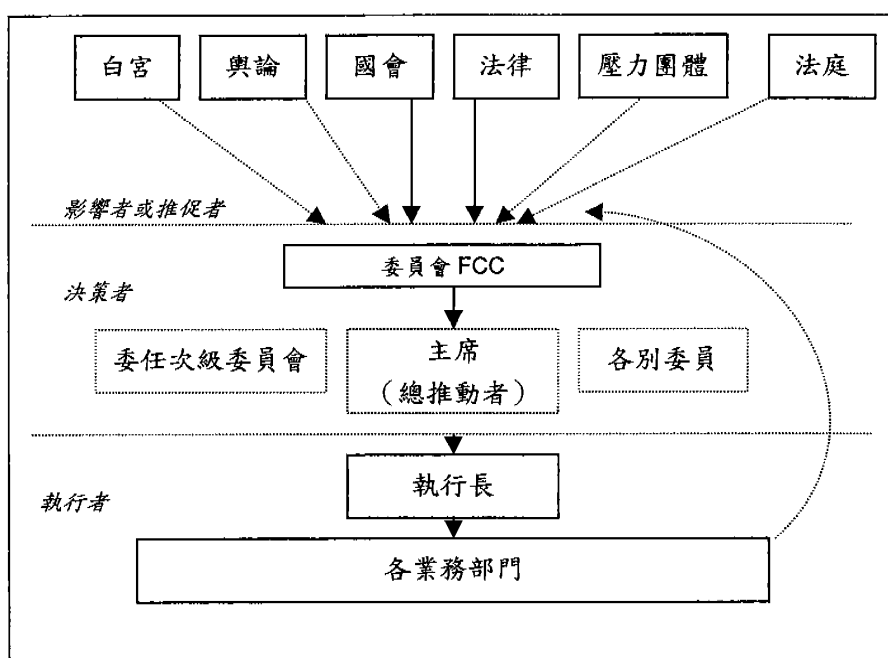 白宮
輿論
國會
法律
壓力團體
法庭
影響者或推促者
委員會 FCC
決策者
委任次級委員會
主席
(總推動者)
各別委員
執行長
執行者
各業務部門